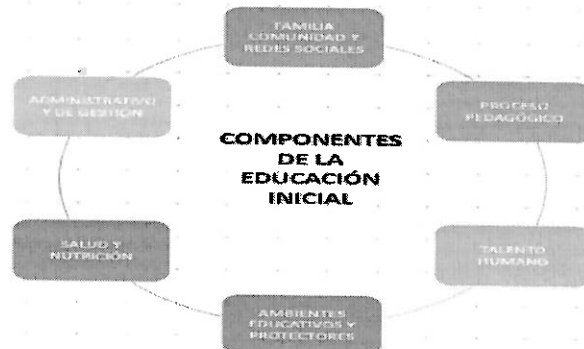 FAMILIA
COMUNIDAD Y
REDES SOCIALES
ADMINISTRATIVO
Y DE GESTIÓN
PROCESO
PEDAGÓGICO
COMPONENTES
DE LA
EDUCACIÓN
INICIAL
SALUD Y
NUTRICIÓN
TALENTO
HUMANO
AMBIENTES
EDUCATIVOS Y
PROTECTORES